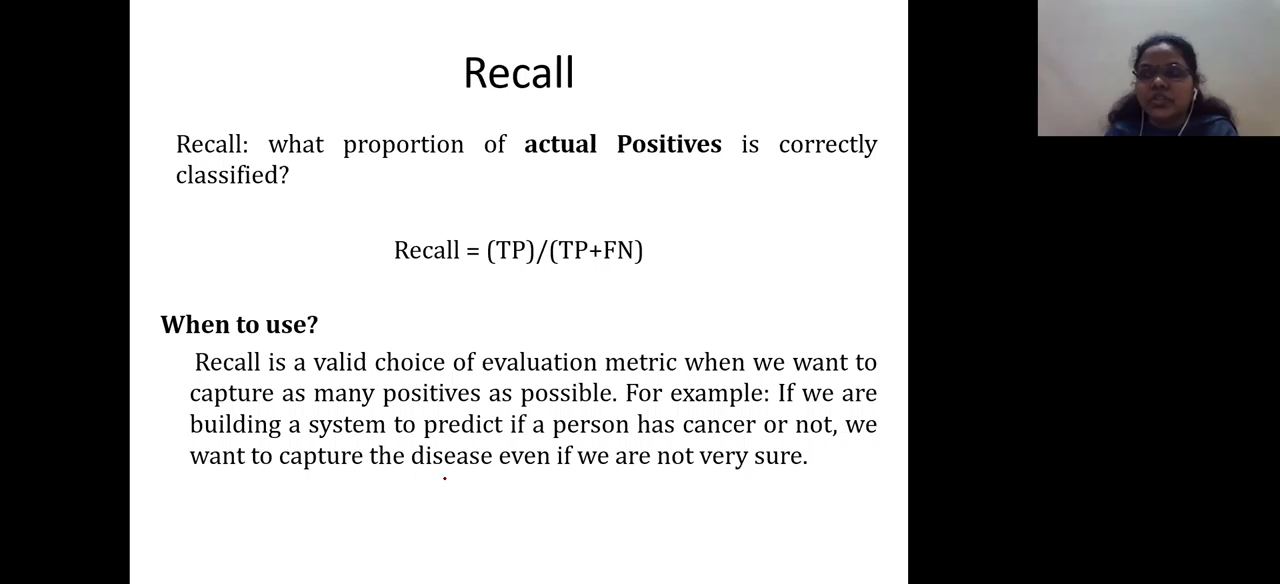 Recall
Recall: what proportion of actual Positives is correctly
classified?
Recall = (TP)/(TP+FN)
When to use?
Recall is a valid choice of evaluation metric when we want to
capture as many positives as possible. For example: If we are
building a system to predict if a person has cancer or not, we
want to capture the disease even if we are not very sure.